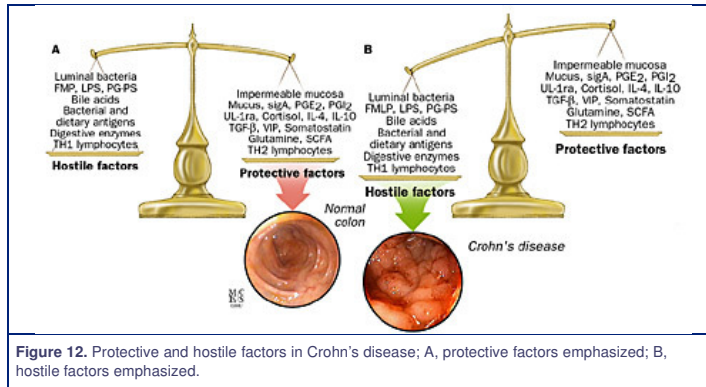 A
Luminal bacteria
FMP, LPS, PG-PS
Bile acids
Bacterial and
dietary antigens
Digestive enzymes
TH1 lymphocytes
Hostile factors
Impermeable mucosa
Mucus, sigA, PGE2, PGI2
UL-1ra, Cortisol, IL-4, IL-10
TGF-β, VIP, Somatostatin
Glutamine, SCFA
TH2 lymphocytes
Protective factors
Normal
colon
B
Luminal bacteria
FMLP, LPS, PG-PS
Bile acids
Bacterial and
dietary antigens
Digestive enzymes
TH1 lymphocytes
Hostile factors
Impermeable mucosa
Mucus, sigA, PGE2, PGI2
UL-1ra, Cortisol, IL-4, IL-10
TGF-β, VIP, Somatostatin
Glutamine, SCFA
TH2 lymphocytes
Protective factors
Crohn's disease
Figure 12. Protective and hostile factors in Crohn’s disease; A, protective factors emphasized; B,
hostile factors emphasized.